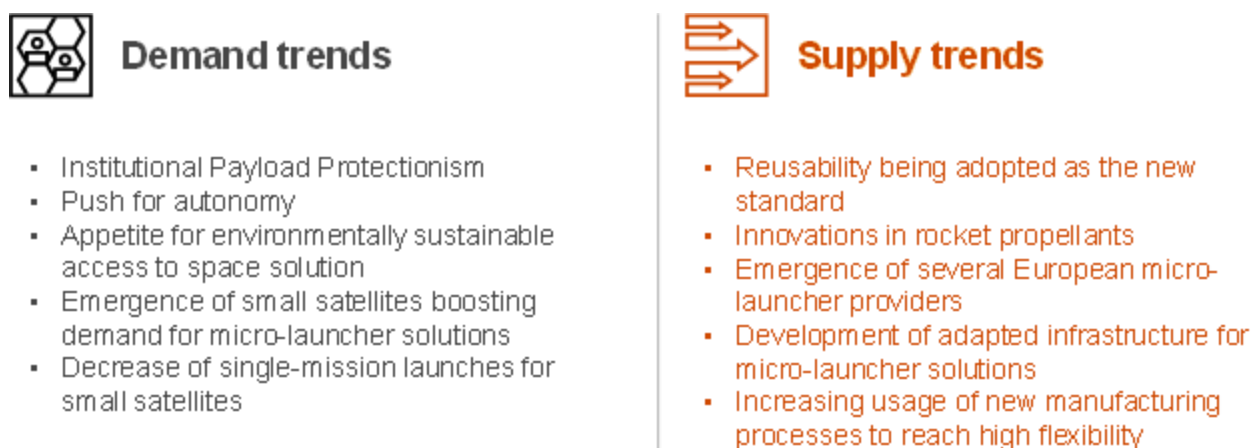 Demand trends
▪ Institutional Payload Protectionism
▪ Push for autonomy
▪ Appetite for environmentally sustainable
access to space solution
▪ Emergence of small satellites boosting
demand for micro-launcher solutions
▪ Decrease of single-mission launches for
small satellites
Supply trends
▪ Reusability being adopted as the new
standard
▪ Innovations in rocket propellants
▪ Emergence of several European micro-
launcher providers
▪ Development of adapted infrastructure for
micro-launcher solutions
▪ Increasing usage of new manufacturing
processes to reach high flexibility